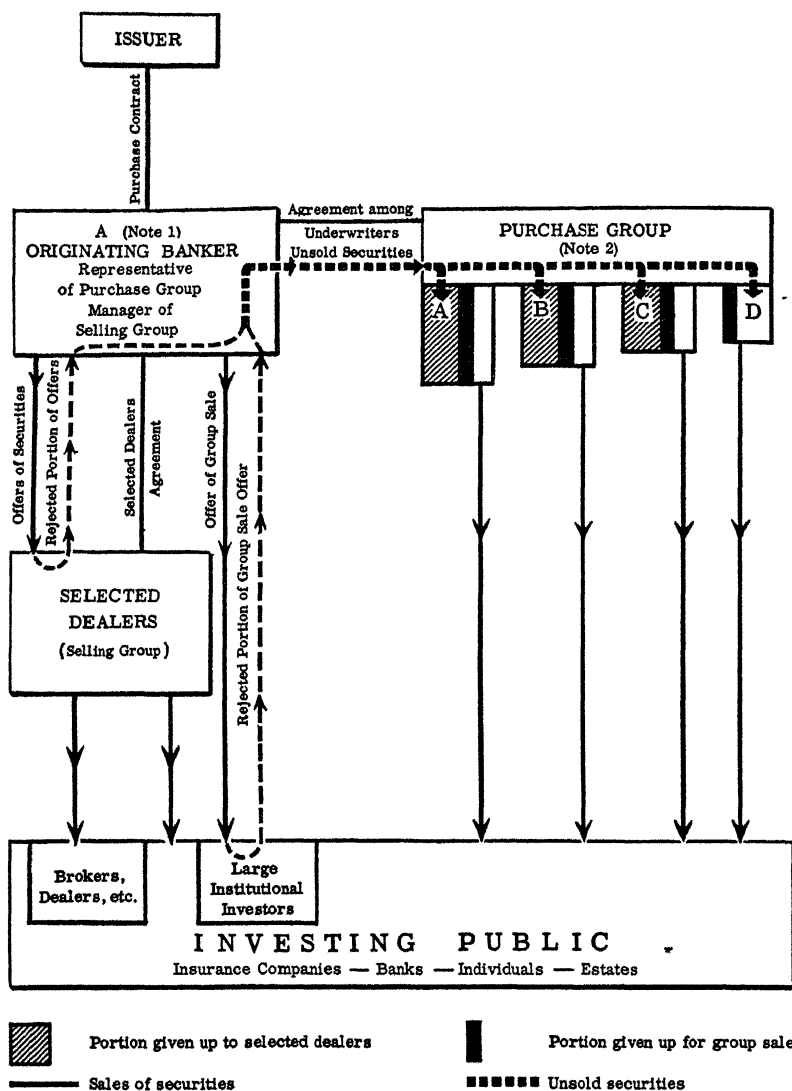 ISSUER
Purchase Contract
A (Note 1)
ORIGINATING BANKER
Representative
of Purchase Group
Manager of
Selling Group
Agreement among
Underwriters
Unsold Securities
PURCHASE GROUP
(Note 2)
A
B
C
D
Offers of Securities
Rejected Portion of Offers
Selected Dealers
Agreement
Offer of Group Sale
Rejected Portion of Group Sale Offer
SELECTED
DEALERS
(Selling Group)
Brokers,
Dealers, etc.
Large
Institutional
Investors
INVESTING PUBLIC
Insurance Companies — Banks — Individuals — Estates
Portion given up to selected dealers
Portion given up for group sale
Sales of securities
Unsold securities